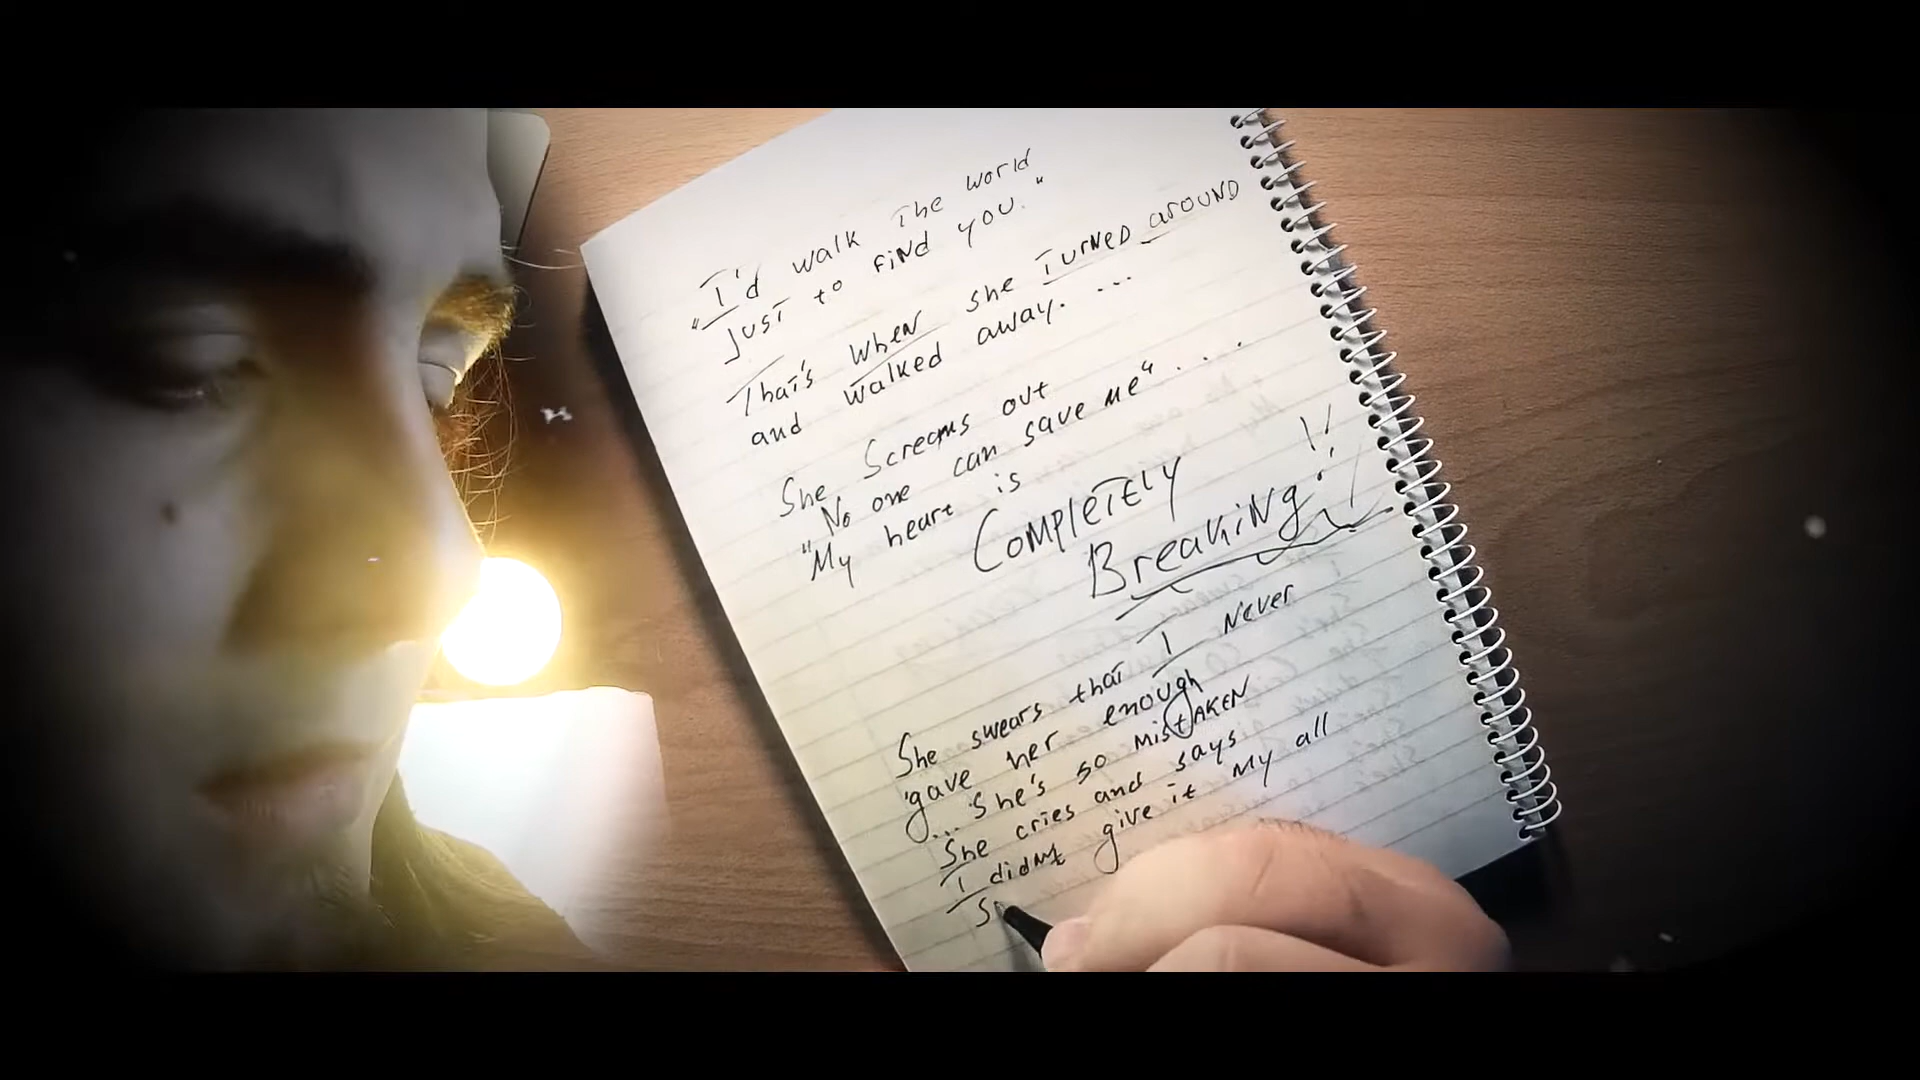 "I'd walk the world
just to find you."
That's when she turned around
and walked away. ...
She screams out
"No one can save me" ....
"My heart is
COMPLETELY
Breaking!!
She swears that I never
gave her enough
... She's so mistaken
She cries and says
I didn't give it my all